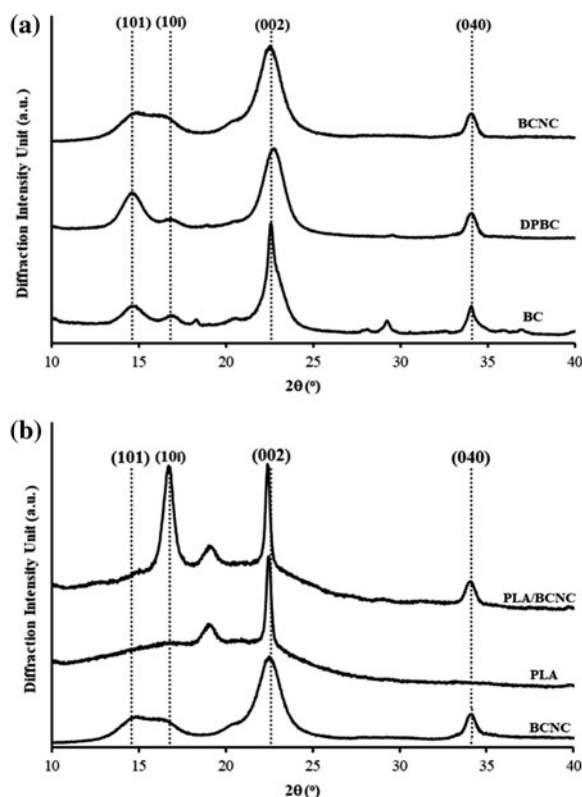 (a)
(101) (10ī) (002) (040)
BCNC
DPBC
BC
Diffraction Intensity Unit (a.u.)
10 15 20 25 30 35 40
2θ (°)
(b)
(101) (10ī) (002) (040)
PLA/BCNC
PLA
BCNC
Diffraction Intensity Unit (a.u.)
10 15 20 25 30 35 40
2θ (°)